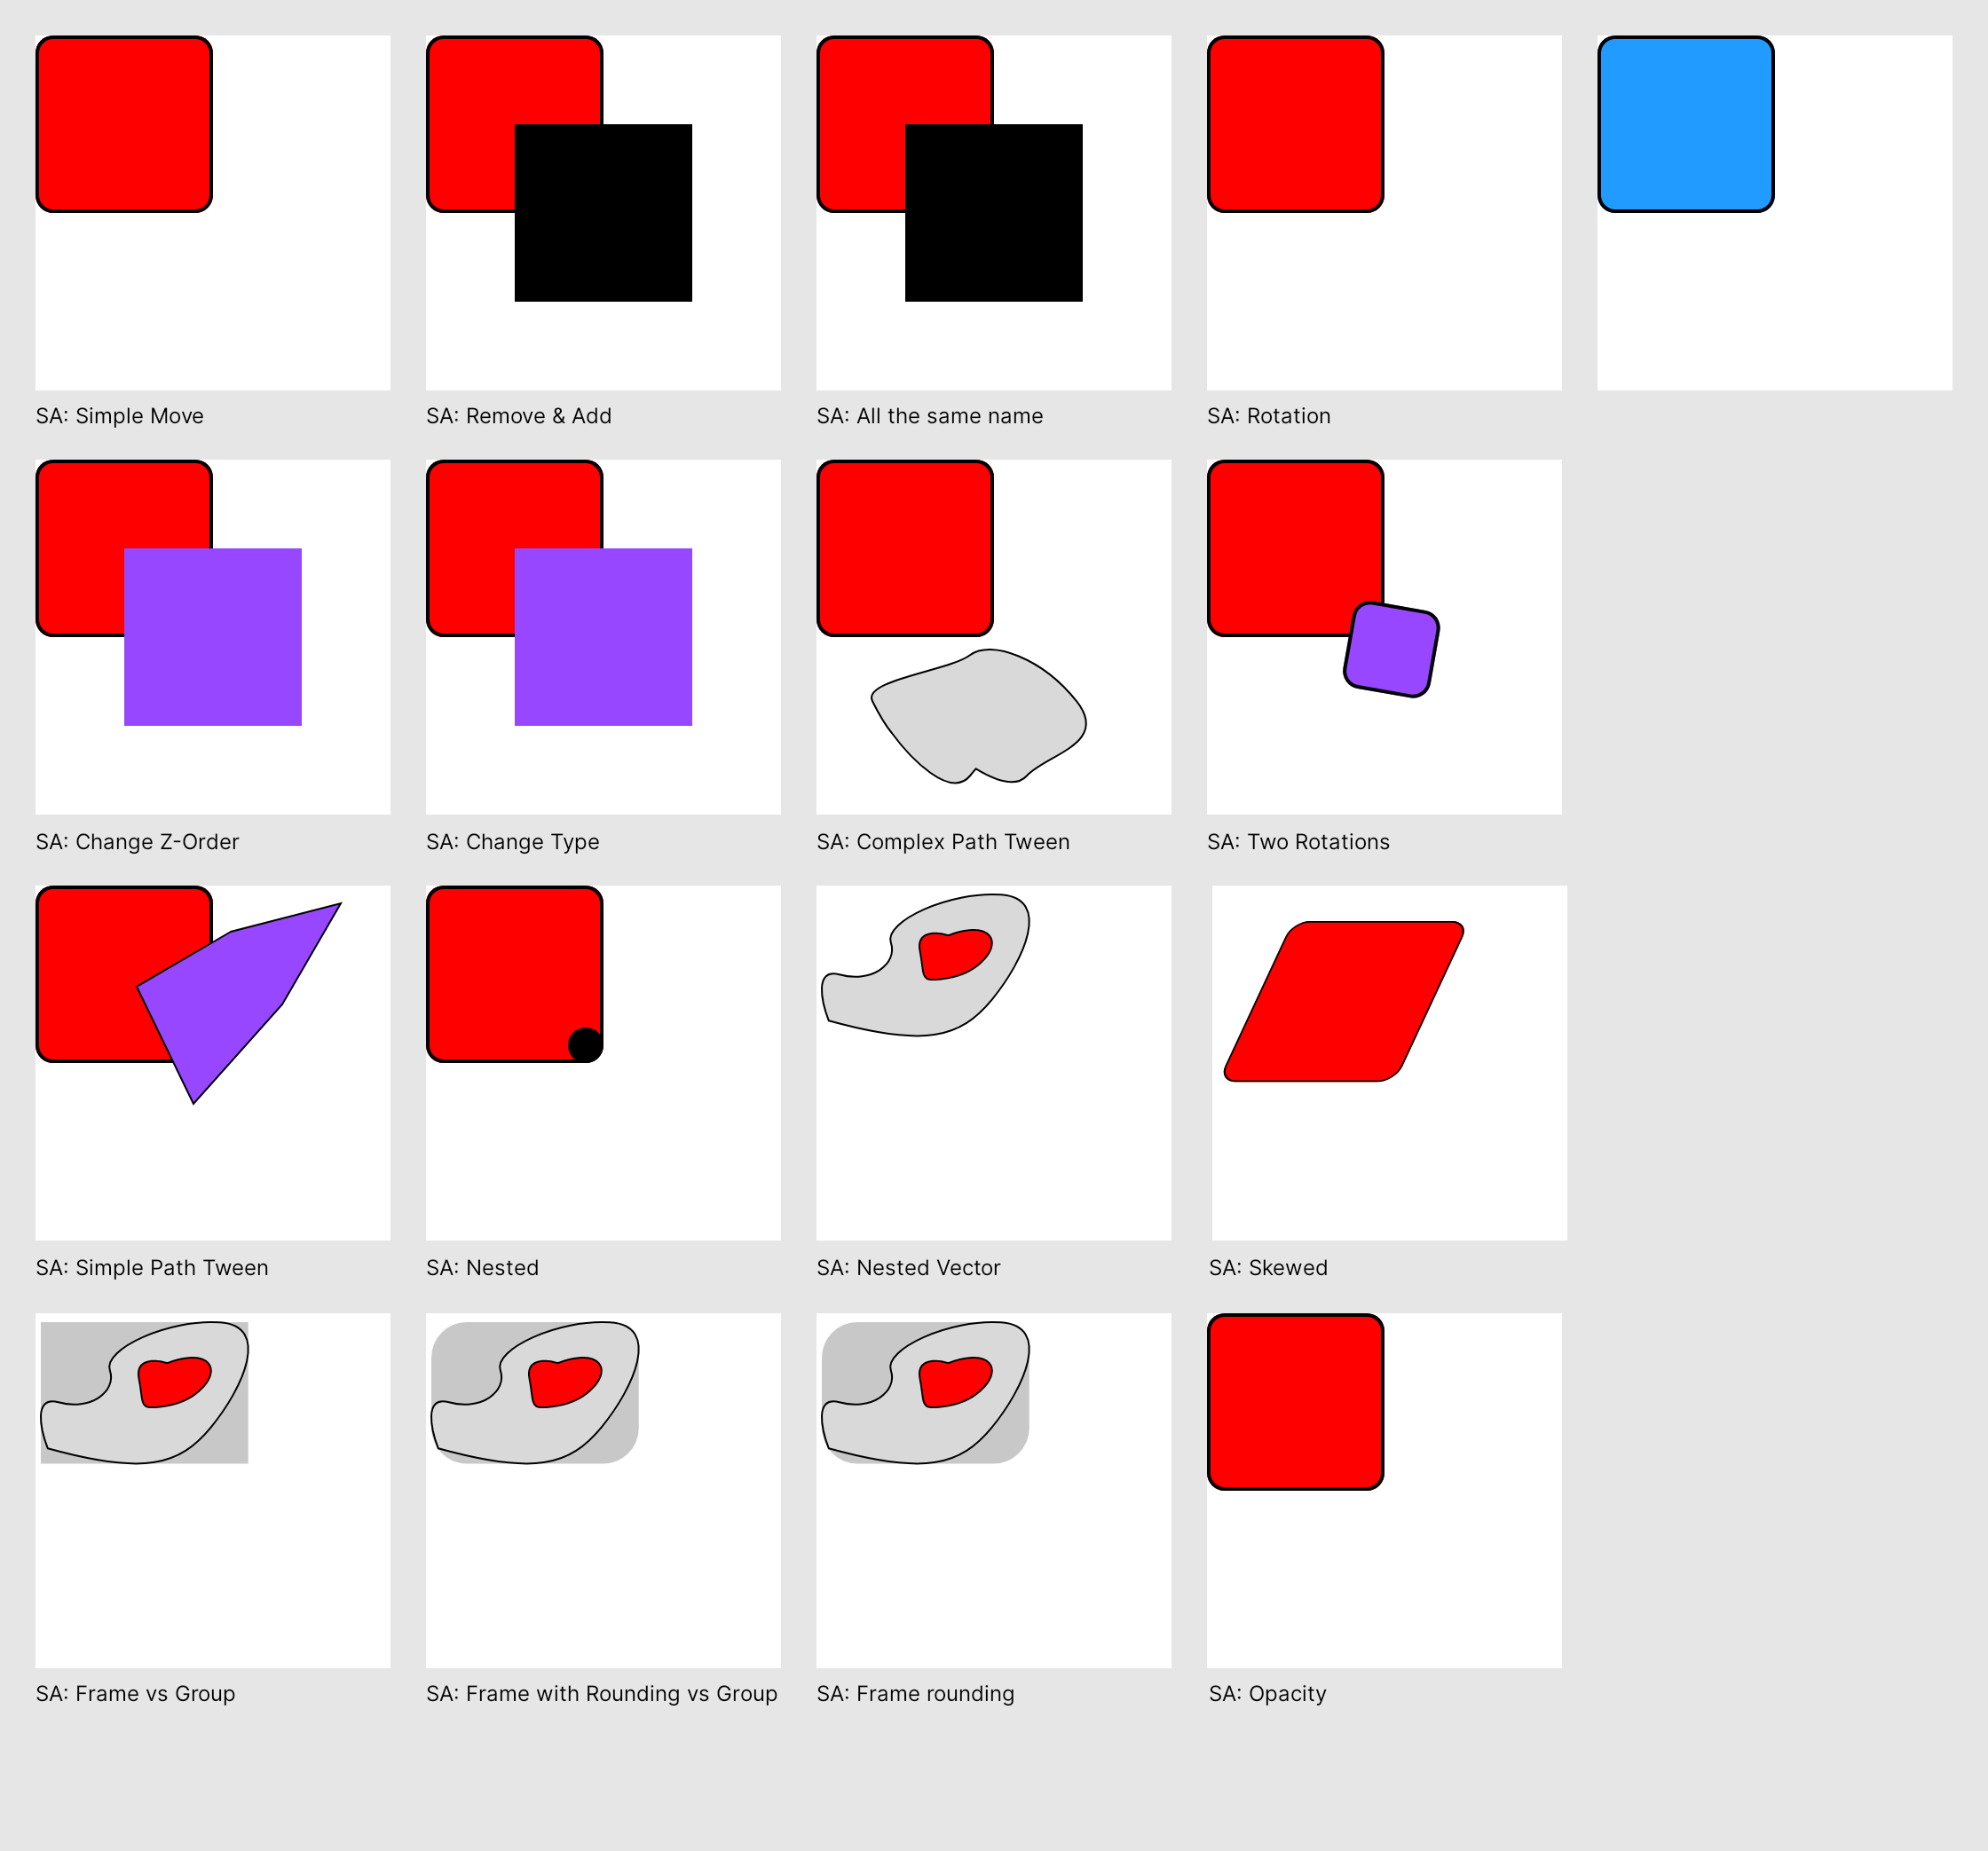 SA: Simple Move
SA: Remove & Add
SA: All the same name
SA: Rotation
SA: Change Z-Order
SA: Change Type
SA: Complex Path Tween
SA: Two Rotations
SA: Simple Path Tween
SA: Nested
SA: Nested Vector
SA: Skewed
SA: Frame vs Group
SA: Frame with Rounding vs Group
SA: Frame rounding
SA: Opacity